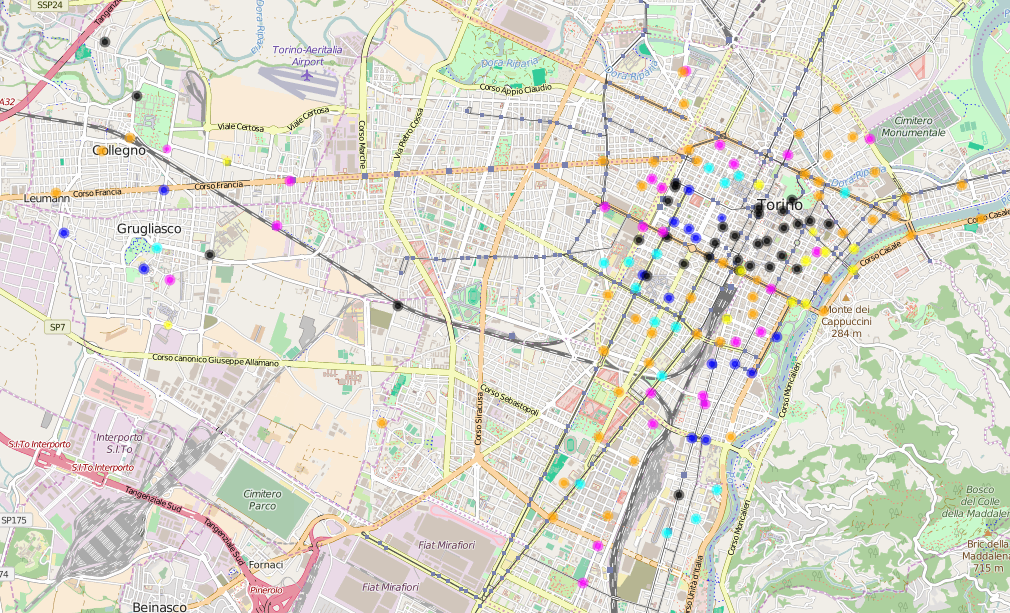 SSP24
Tangenziale
Dora Riparia
Torino-Aeritalia
Airport
Dora Riparia
Dora Riparia
A32
Corso Appio Claudio
Viale Certosa
Viale Certosa
Corso Marche
Via Pietro Cossa
Cimitero
Monumentale
Collegno
Corso Francia
Corso Francia
Leumann
Dora Riparia
Torino
Corso Casale
Corso Casale
Grugliasco
Monte dei
Cappuccini
284 m
SP7
Corso canonico Giuseppe Allamano
Corso Sebastopoli
Corso Siracusa
Corso Moncalieri
S.I.To Interporto
Interporto
S.I.To
S.I.To Interporto
Tangenziale Sud
Cimitero
Parco
Tangenziale Sud
SP175
Bosco
del Colle
della Maddalen
Corso Moncalieri
Bric della
Maddalena
715 m
Fiat Mirafiori
Fornaci
74
Fiat Mirafiori
Pinerolo
rso Unità d'Italia
Beinasco